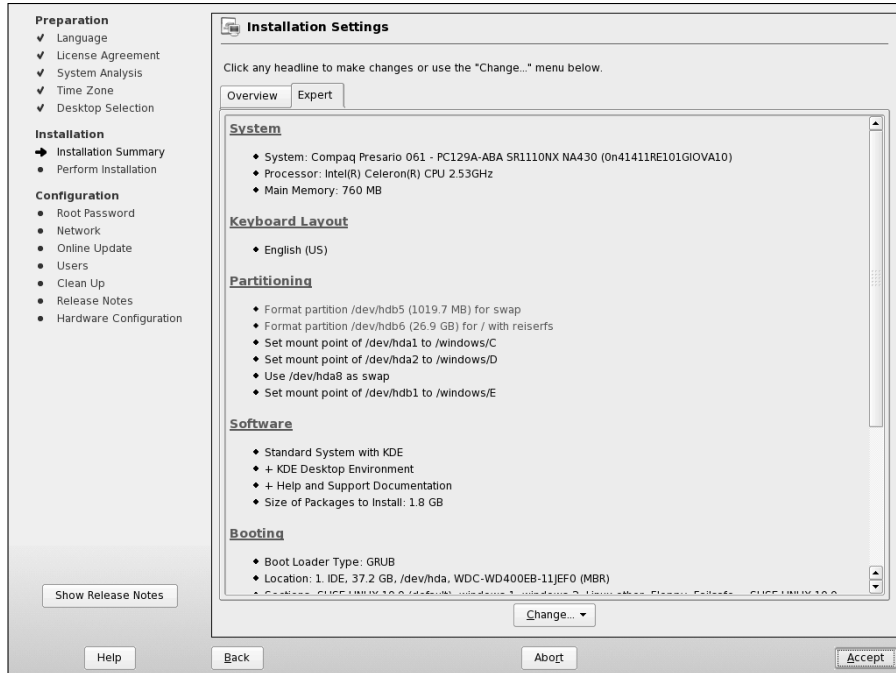 Preparation
Language
License Agreement
System Analysis
Time Zone
Desktop Selection
Installation
Installation Summary
Perform Installation
Configuration
Root Password
Network
Online Update
Users
Clean Up
Release Notes
Hardware Configuration
Show Release Notes
Installation Settings
Click any headline to make changes or use the "Change..." menu below.
Overview Expert
System
System: Compaq Presario 061 - PC129A-ABA SR1110NX NA430 (0n41411RE101GIOVA10)
Processor: Intel(R) Celeron(R) CPU 2.53GHz
Main Memory: 760 MB
Keyboard Layout
English (US)
Partitioning
Format partition /dev/hdb5 (1019.7 MB) for swap
Format partition /dev/hdb6 (26.9 GB) for / with reiserfs
Set mount point of /dev/hda1 to /windows/C
Set mount point of /dev/hda2 to /windows/D
Use /dev/hda8 as swap
Set mount point of /dev/hdb1 to /windows/E
Software
Standard System with KDE
+ KDE Desktop Environment
+ Help and Support Documentation
Size of Packages to Install: 1.8 GB
Booting
Boot Loader Type: GRUB
Location: 1. IDE, 37.2 GB, /dev/hda, WDC-WD400EB-11JEF0 (MBR)
Change...
Help Back Abort Accept